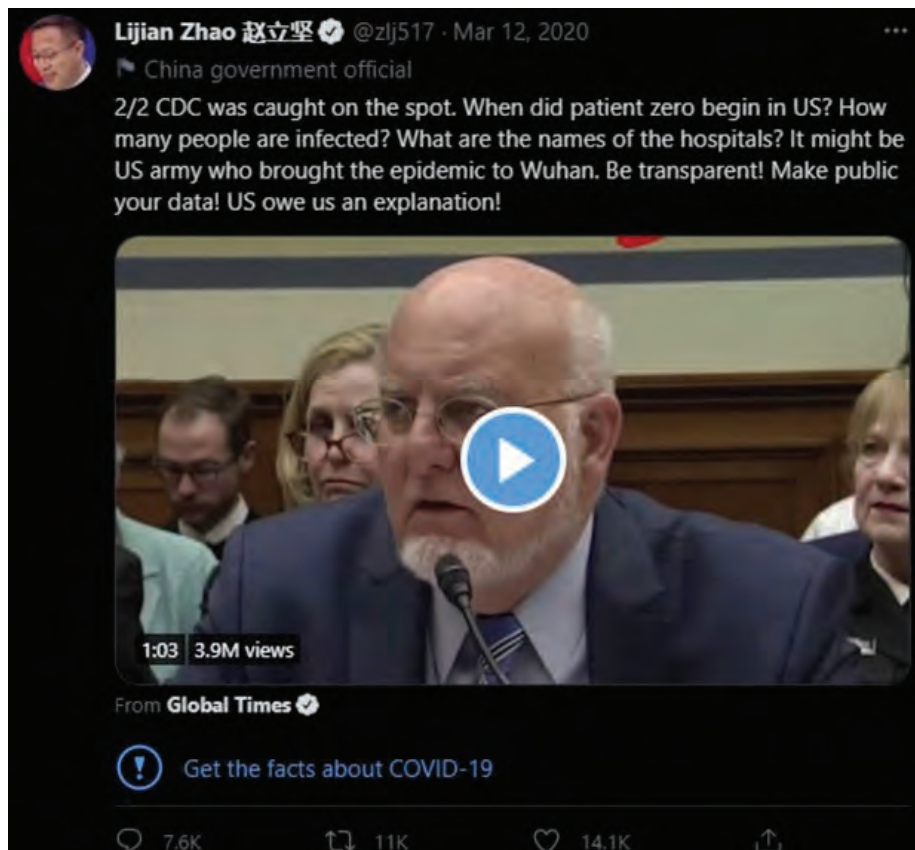 Lijian Zhao 赵立坚 @zlj517 · Mar 12, 2020
China government official
2/2 CDC was caught on the spot. When did patient zero begin in US? How
many people are infected? What are the names of the hospitals? It might be
US army who brought the epidemic to Wuhan. Be transparent! Make public
your data! US owe us an explanation!
1:03 3.9M views
From Global Times
Get the facts about COVID-19
7.6K 11K 14.1K